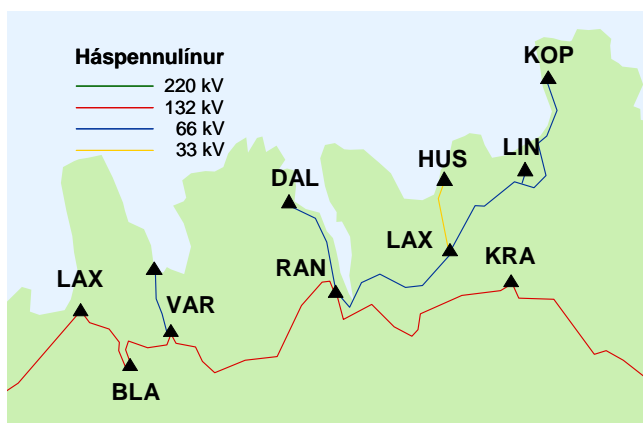 Háspennulínur
220 kV
132 kV
66 kV
33 kV
KOP
HUS
LIN
DAL
LAX
RAN
KRA
LAX
VAR
BLA